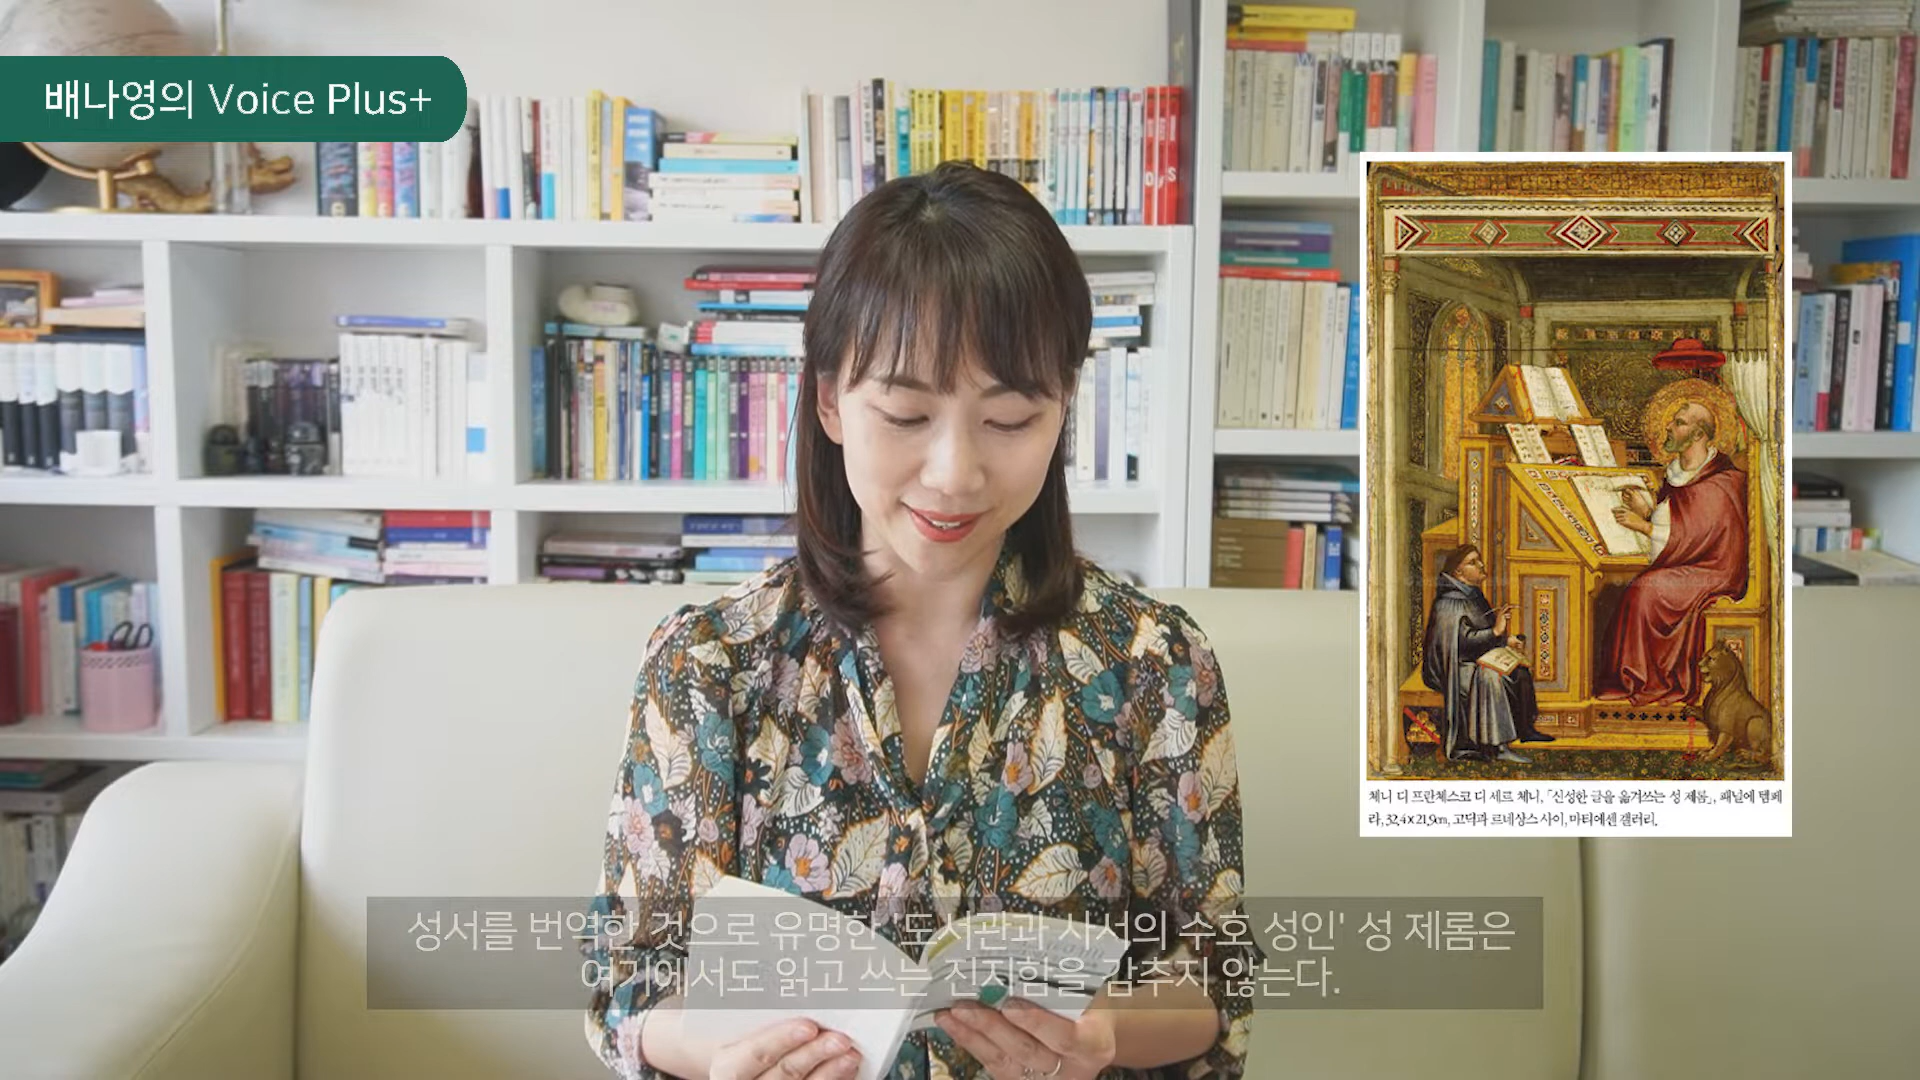 배나영의 Voice Plus+
체니 디 프란체스코 디 세르 체니, 「신성한 글을 옮겨쓰는 성 제롬」, 패널에 템페
라, 32.4×21.9cm, 고딕과 르네상스 사이, 마티에센 갤러리.
성서를 번역한 것으로 유명한 '도서관과 사서의 수호 성인' 성 제롬은
여기에서도 읽고 쓰는 진지함을 감추지 않는다.